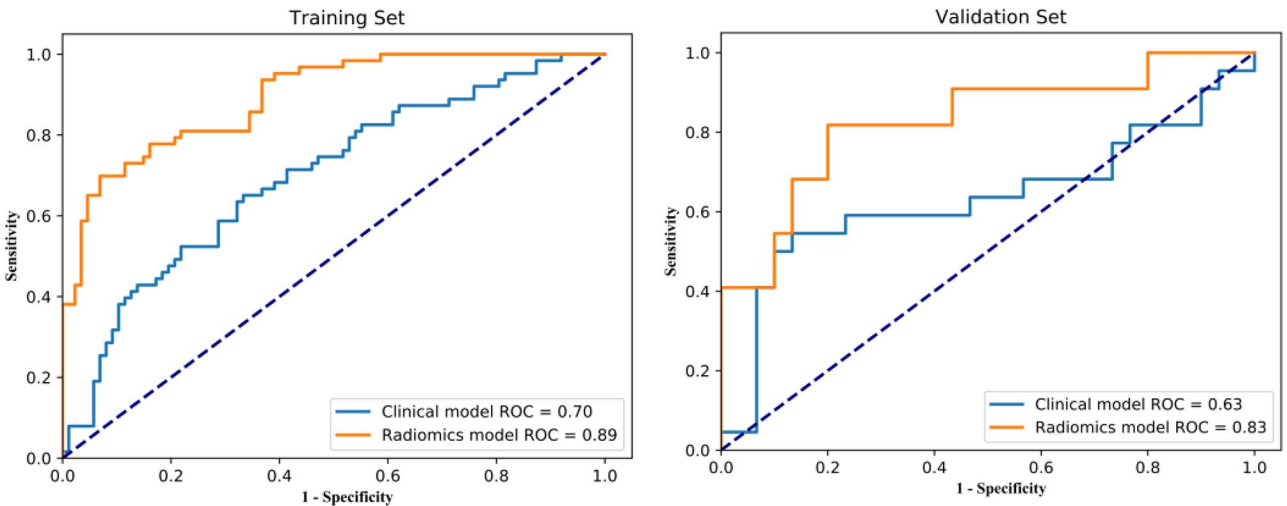 Training Set
1.0
0.8
0.6
0.4
0.2
0.0
Sensitivity
0.0 0.2 0.4 0.6 0.8 1.0
1 - Specificity
Clinical model ROC = 0.70
Radiomics model ROC = 0.89
Validation Set
1.0
0.8
0.6
0.4
0.2
0.0
Sensitivity
0.0 0.2 0.4 0.6 0.8 1.0
1 - Specificity
Clinical model ROC = 0.63
Radiomics model ROC = 0.83